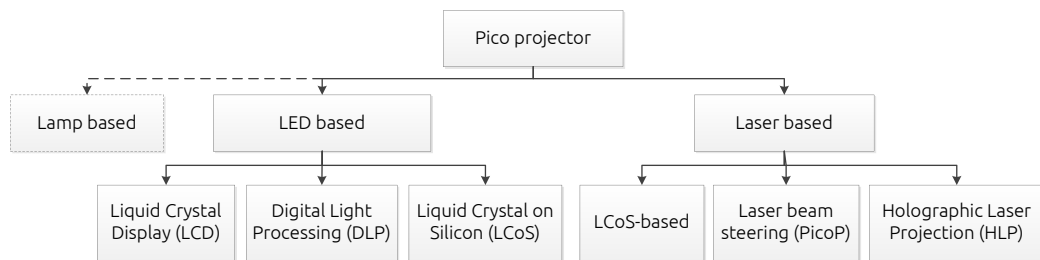 Pico projector
Lamp based
LED based
Laser based
Liquid Crystal
Display (LCD)
Digital Light
Processing (DLP)
Liquid Crystal on
Silicon (LCoS)
LCoS-based
Laser beam
steering (PicoP)
Holographic Laser
Projection (HLP)